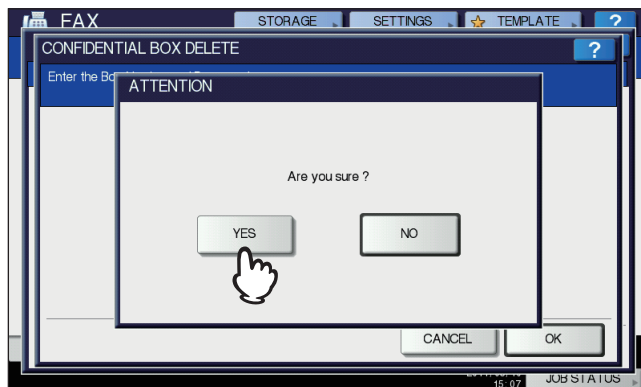 FAX STORAGE SETTINGS TEMPLATE ?
CONFIDENTIAL BOX DELETE ?
Enter the
ATTENTION
Are you sure ?
YES NO
CANCEL OK
15:07 JOB STATUS